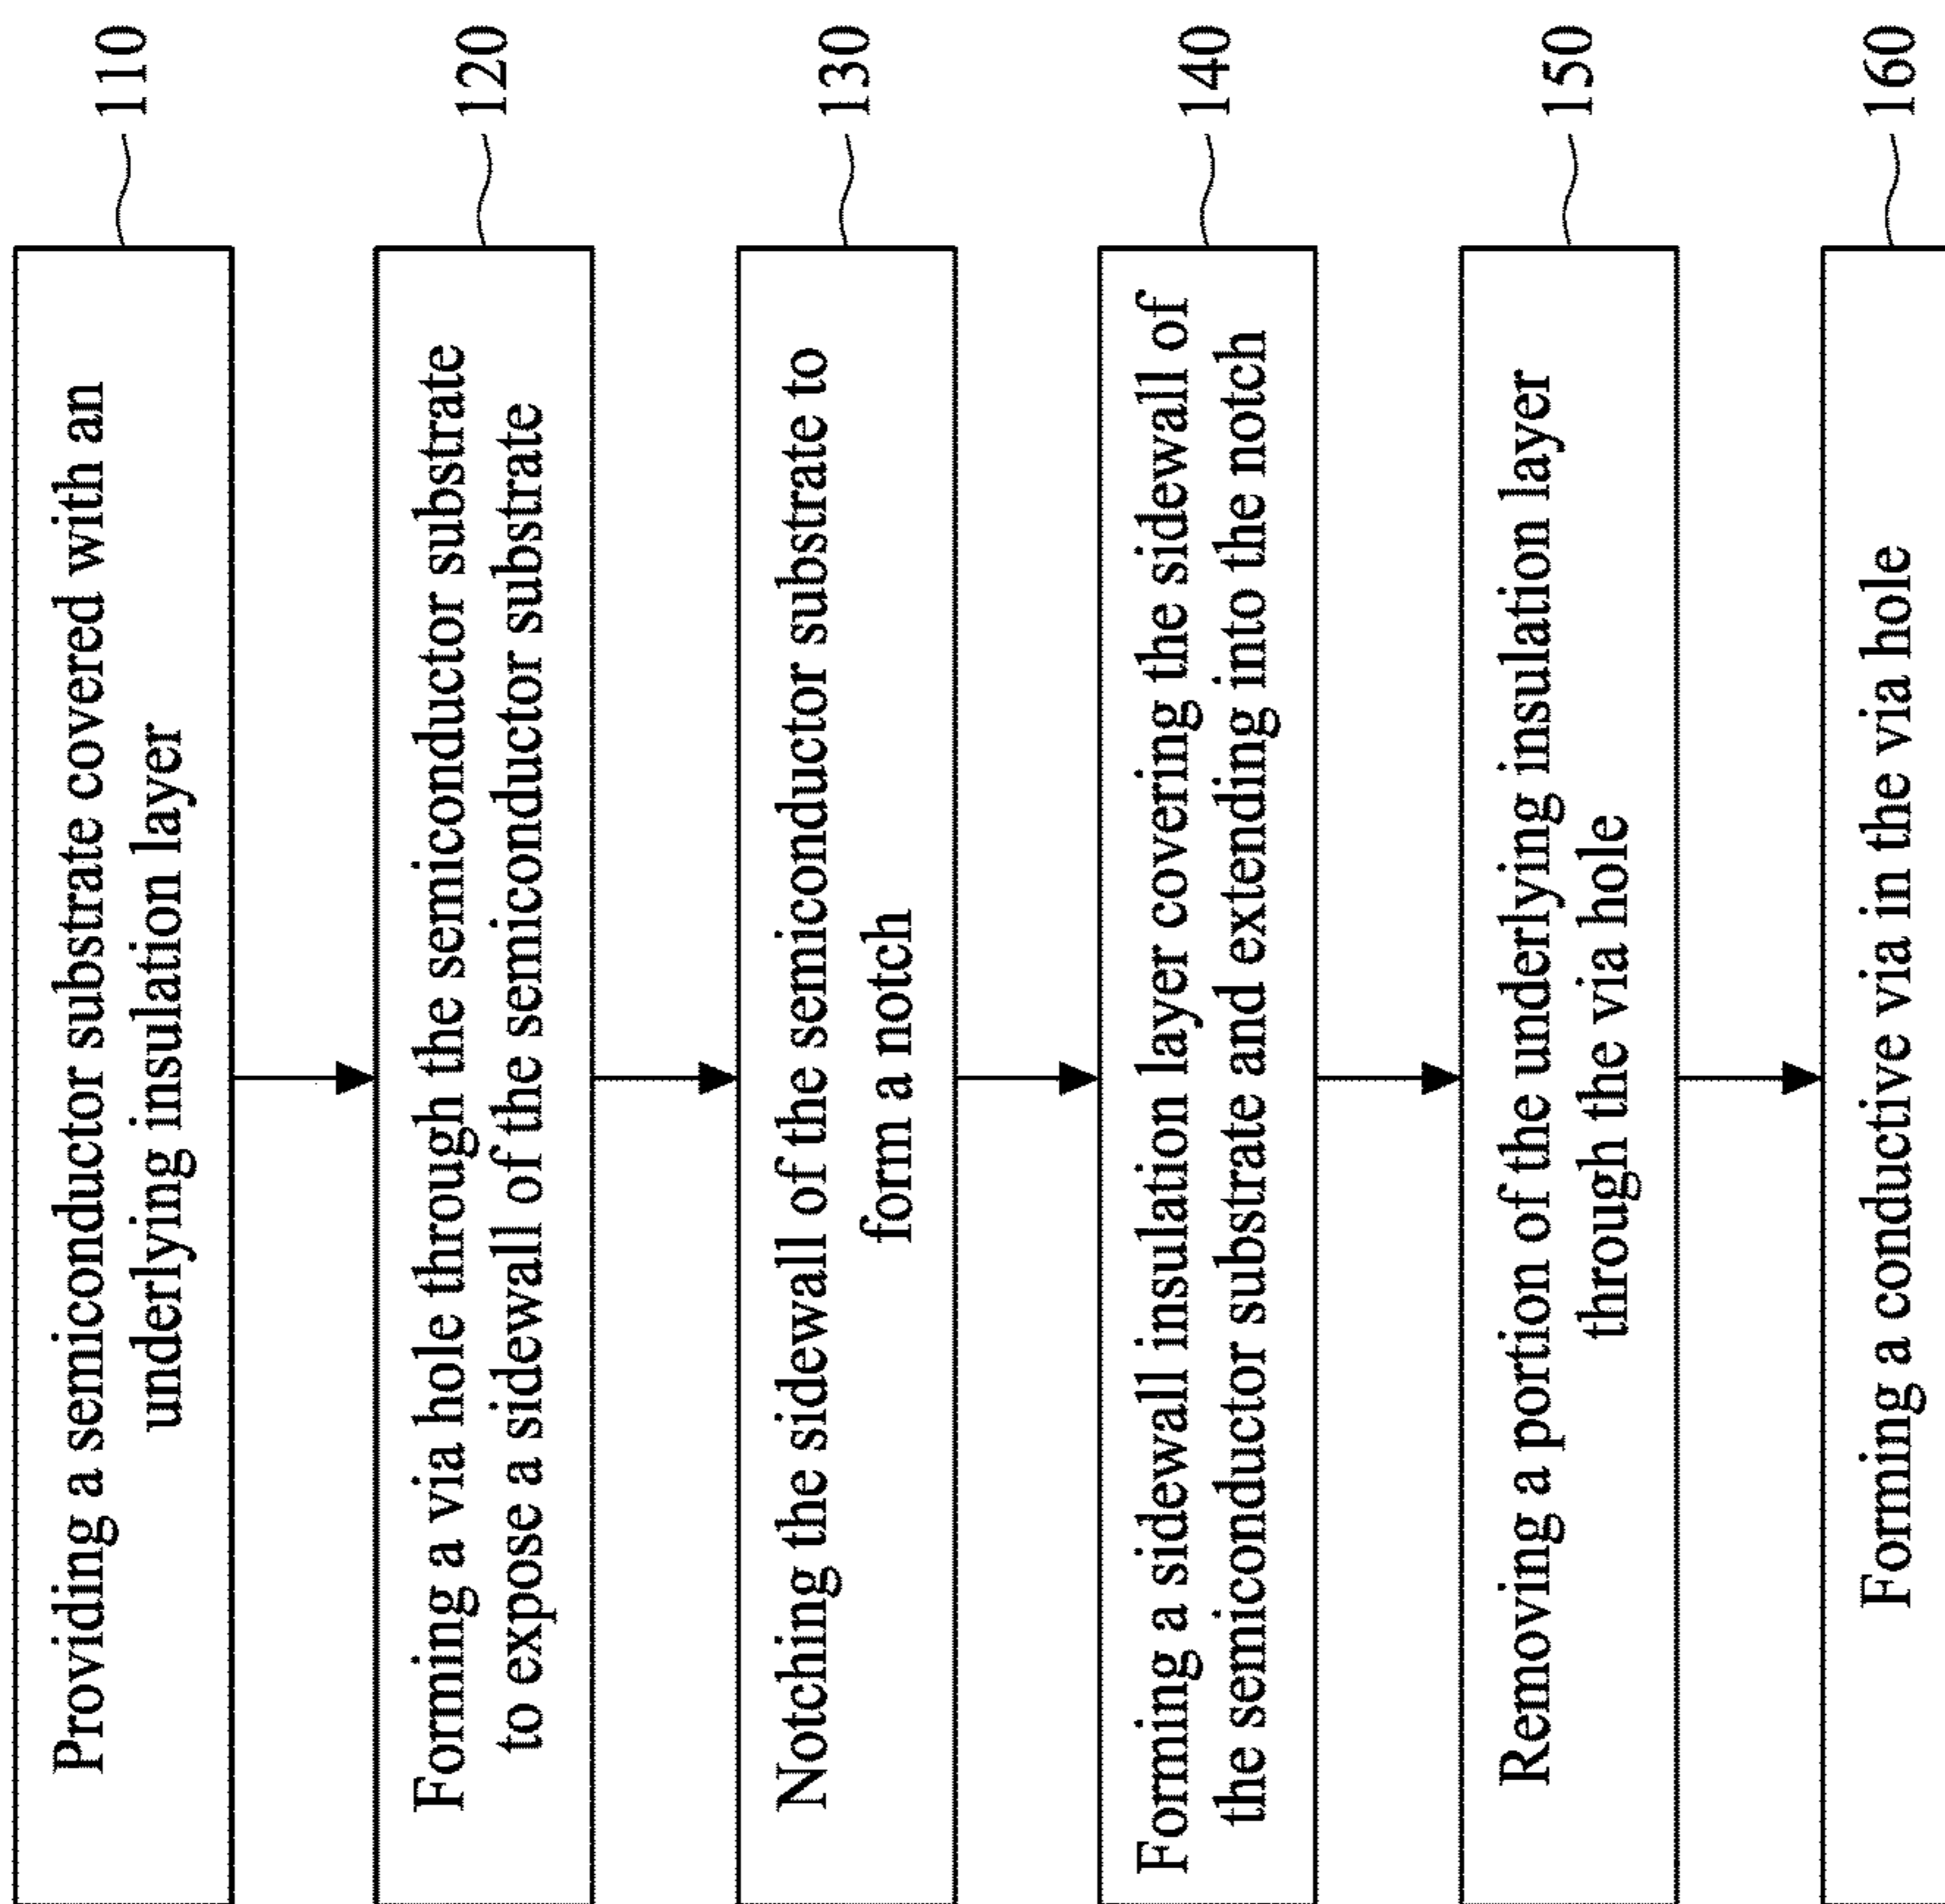 Providing a semiconductor substrate covered with an
underlying insulation layer
110
Forming a via hole through the semiconductor substrate
to expose a sidewall of the semiconductor substrate
120
Notching the sidewall of the semiconductor substrate to
form a notch
130
Forming a sidewall insulation layer covering the sidewall of
the semiconductor substrate and extending into the notch
140
Removing a portion of the underlying insulation layer
through the via hole
150
Forming a conductive via in the via hole
160